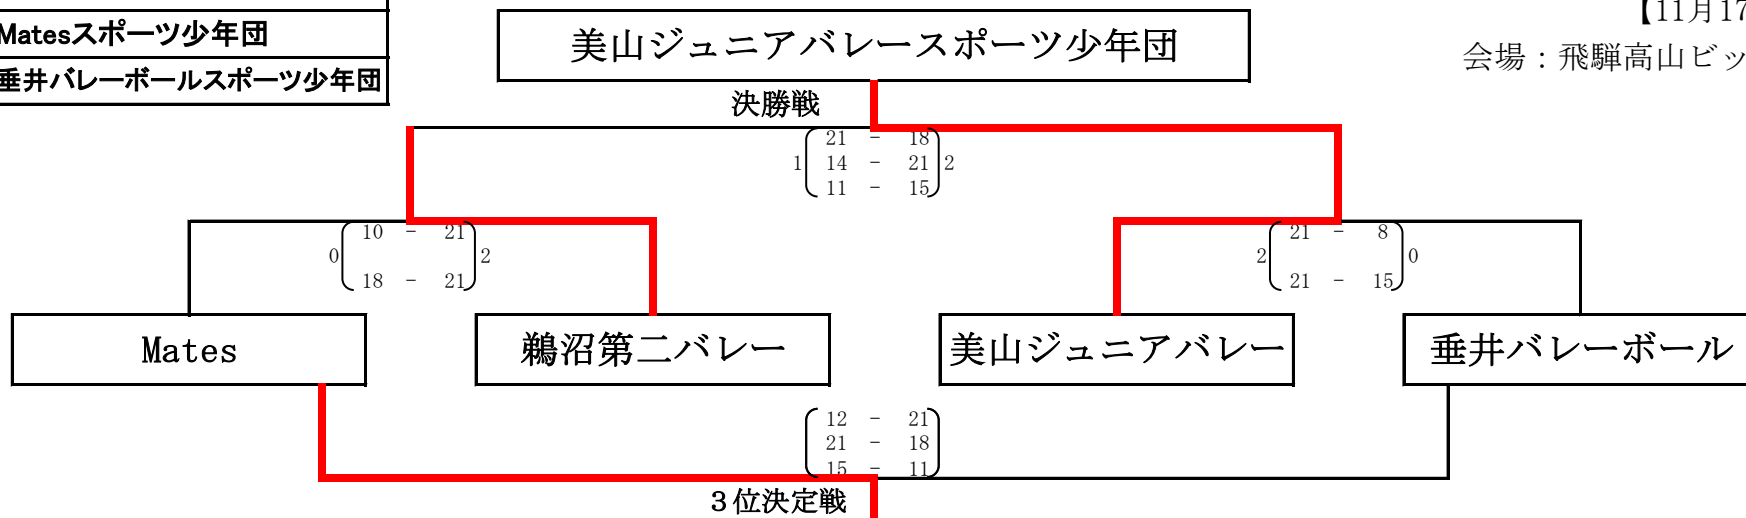 Matesスポーツ少年団
垂井バレーボールスポーツ少年団
美山ジュニアバレースポーツ少年団
【11月17
会場：飛騨高山ビッ
決勝戦
21 - 18
1 14 - 21 2
11 - 15
10 - 21
0 2
18 - 21
21 - 8
2 0
21 - 15
Mates
鵜沼第二バレー
美山ジュニアバレー
垂井バレーボール
12 - 21
21 - 18
15 - 11
３位決定戦